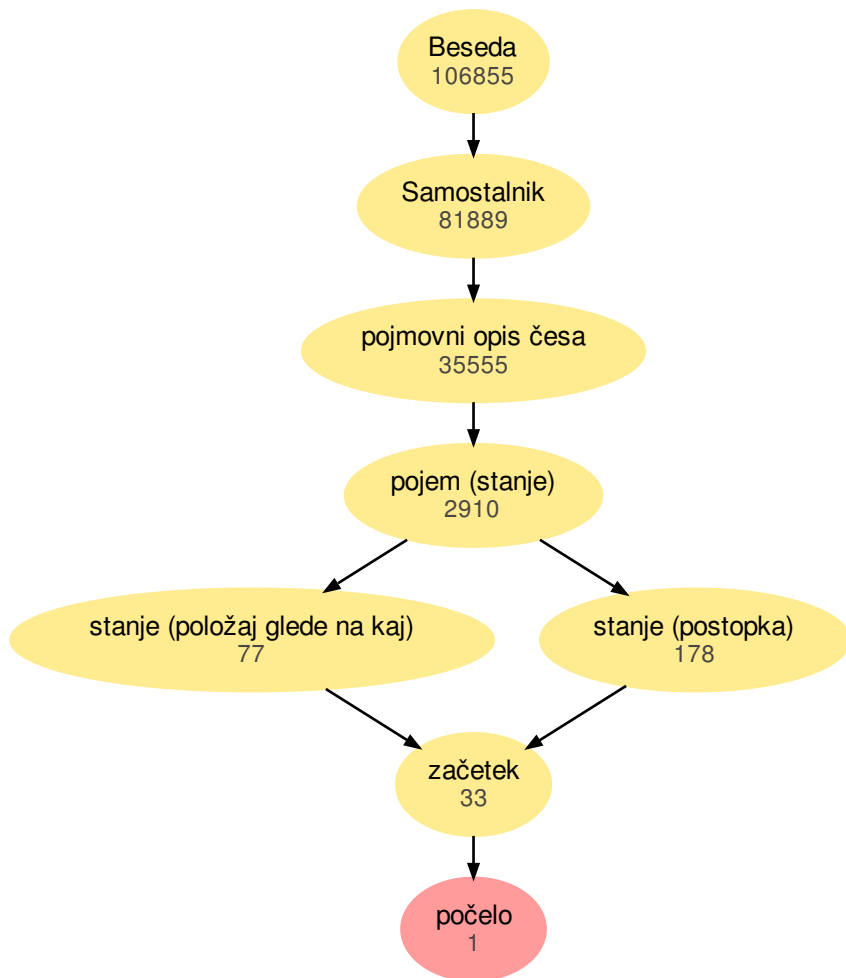 Beseda
106855
Samostalnik
81889
pojmovni opis česa
35555
pojem (stanje)
2910
stanje (položaj glede na kaj)
77
stanje (postopka)
178
začetek
33
počelo
1